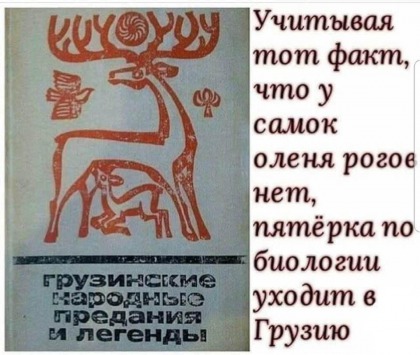 грузинские
народные
предания
и легенды
Учитывая
тот факт,
что у
самок
оленя рогов
нет,
пятёрка по
биологии
уходит в
Грузию